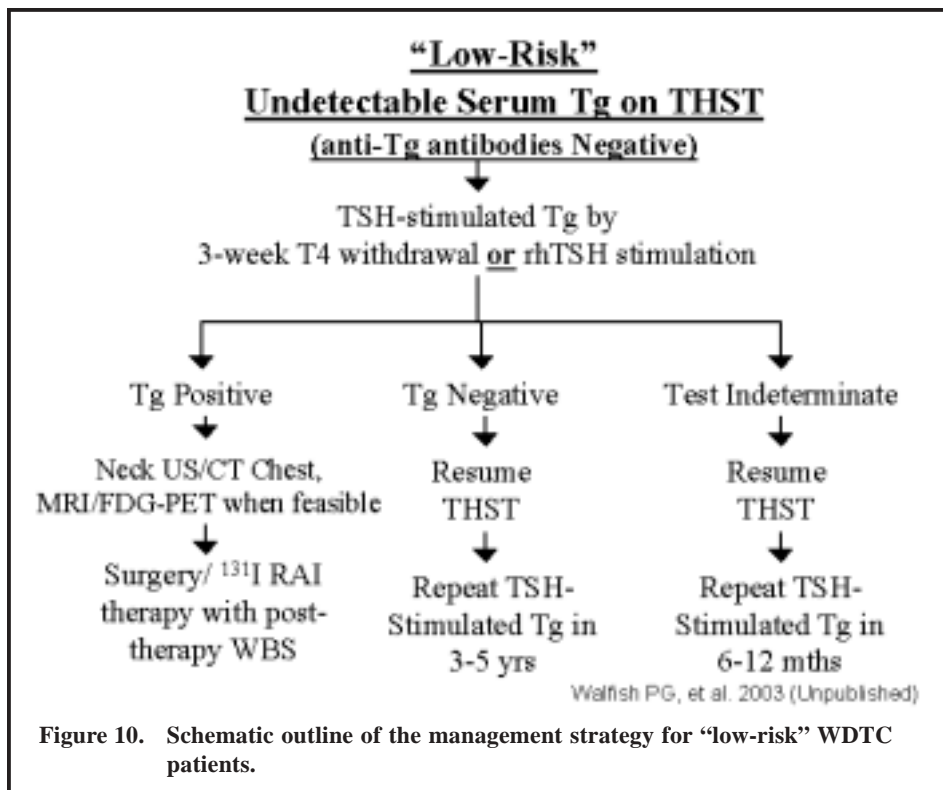 “Low-Risk”
Undetectable Serum Tg on THST
(anti-Tg antibodies Negative)
TSH-stimulated Tg by
3-week T4 withdrawal or rhTSH stimulation
Tg Positive
Neck US/CT Chest,
MRI/FDG-PET when feasible
Surgery/ ¹³¹I RAI
therapy with post-
therapy WBS
Tg Negative
Resume
THST
Repeat TSH-
Stimulated Tg in
3-5 yrs
Test Indeterminate
Resume
THST
Repeat TSH-
Stimulated Tg in
6-12 mths
Walfish PG, et al. 2003 (Unpublished)
Figure 10. Schematic outline of the management strategy for “low-risk” WDTC
patients.